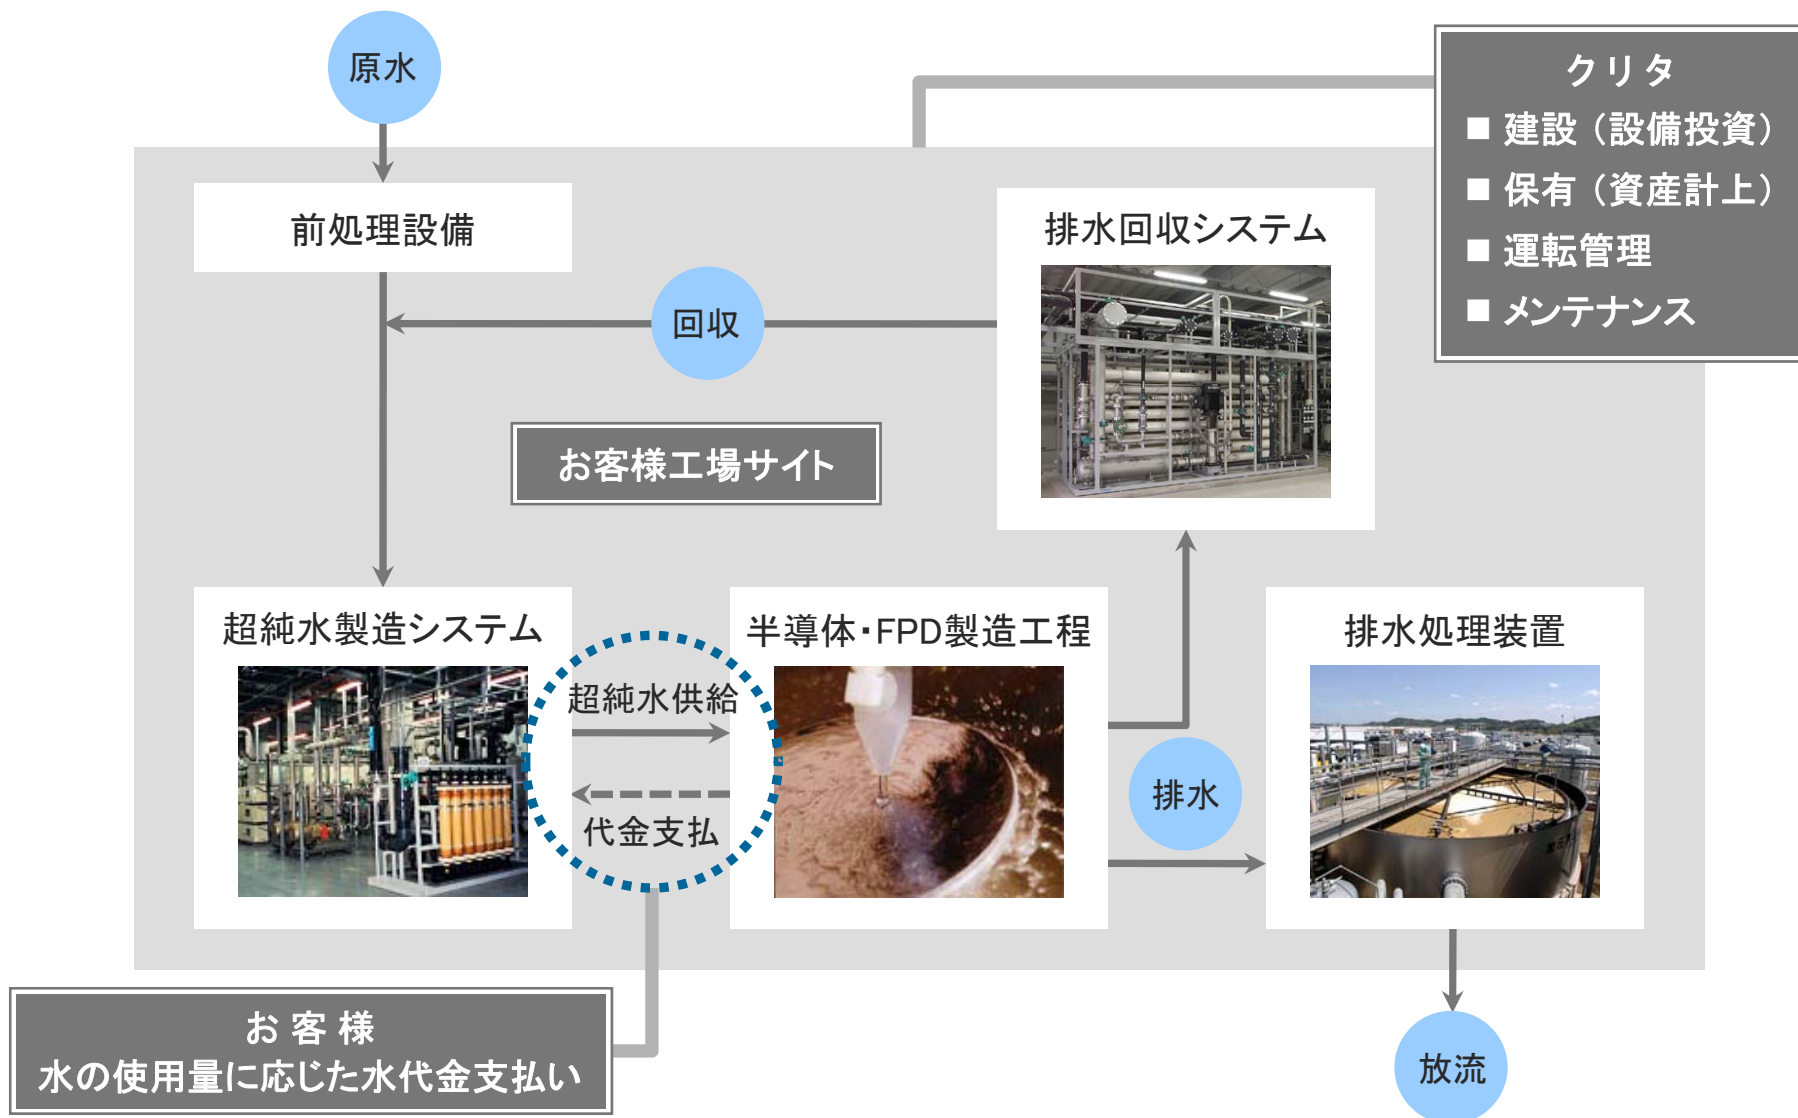 原水
クリタ
■ 建設（設備投資）
■ 保有（資産計上）
■ 運転管理
■ メンテナンス
前処理設備
排水回収システム
回収
お客様工場サイト
超純水製造システム
半導体・FPD製造工程
排水処理装置
超純水供給
代金支払
排水
お客様
水の使用量に応じた水代金支払い
放流